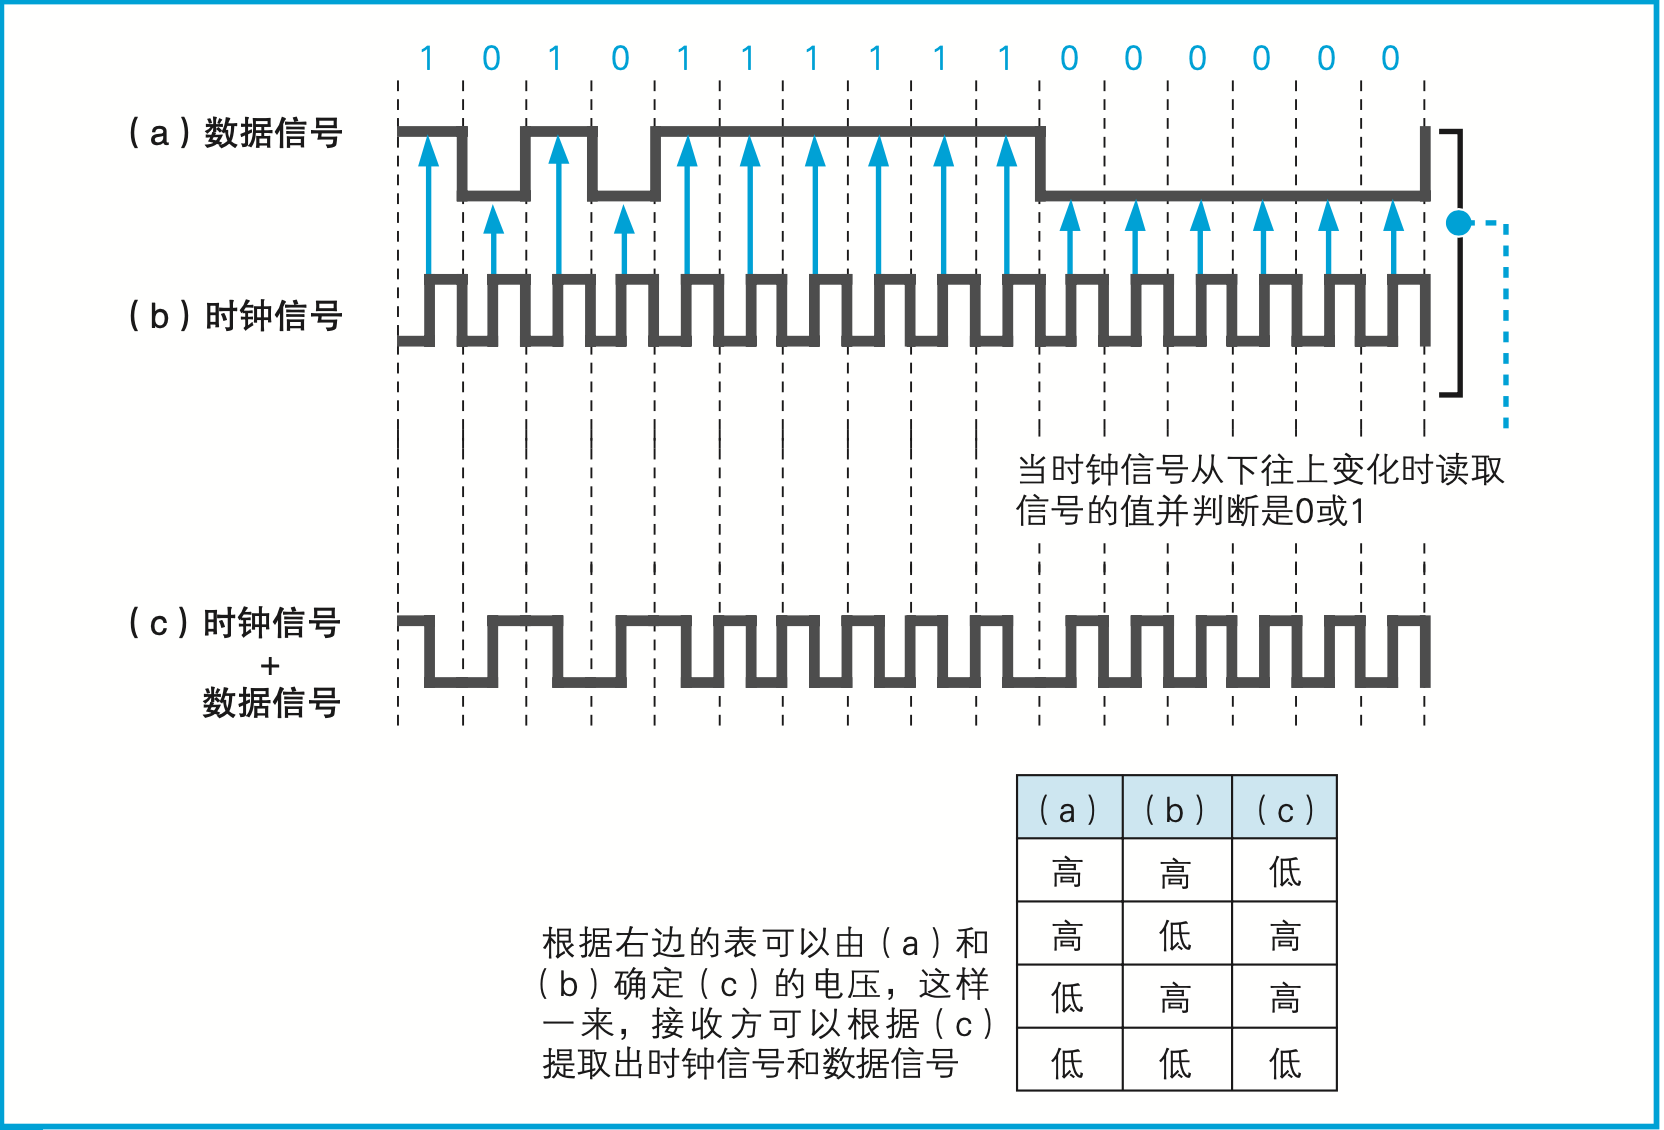 1 0 1 0 1 1 1 1 1 1 0 0 0 0 0 0
(a)数据信号
(b)时钟信号
当时钟信号从下往上变化时读取
信号的值并判断是0或1
(c)时钟信号
+
数据信号
(a) (b) (c)
高 高 低
高 低 高
低 高 高
低 低 低
根据右边的表可以由(a)和
(b)确定(c)的电压，这样
一来，接收方可以根据(c)
提取出时钟信号和数据信号